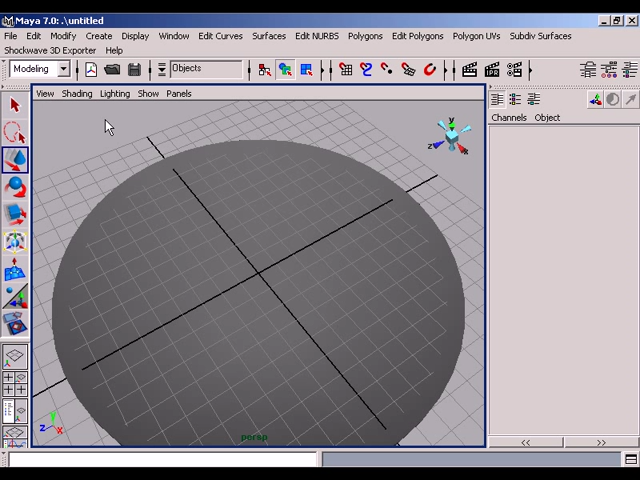 Maya 7.0: .\untitled
File Edit Modify Create Display Window Edit Curves Surfaces Edit NURBS Polygons Edit Polygons Polygon UVs Subdiv Surfaces
Shockwave 3D Exporter Help
Modeling Objects
View Shading Lighting Show Panels
Channels Object
y
z x
persp
z x
<< >>